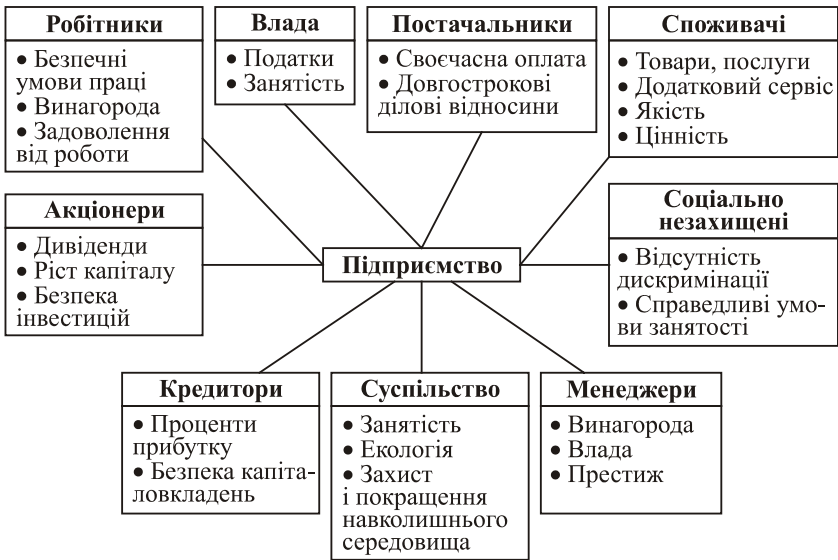 Робітники
• Безпечні
умови праці
• Винагорода
• Задоволення
від роботи
Влада
• Податки
• Занятість
Постачальники
• Своєчасна оплата
• Довгострокові
ділові відносини
Споживачі
• Товари, послуги
• Додатковий сервіс
• Якість
• Цінність
Акціонери
• Дивіденди
• Ріст капіталу
• Безпека
інвестицій
Підприємство
Соціально
незахищені
• Відсутність
дискримінації
• Справедливі умо-
ви занятості
Кредитори
• Проценти
прибутку
• Безпека капіта-
ловкладень
Суспільство
• Занятість
• Екологія
• Захист
і покращення
навколишнього
середовища
Менеджери
• Винагорода
• Влада
• Престиж